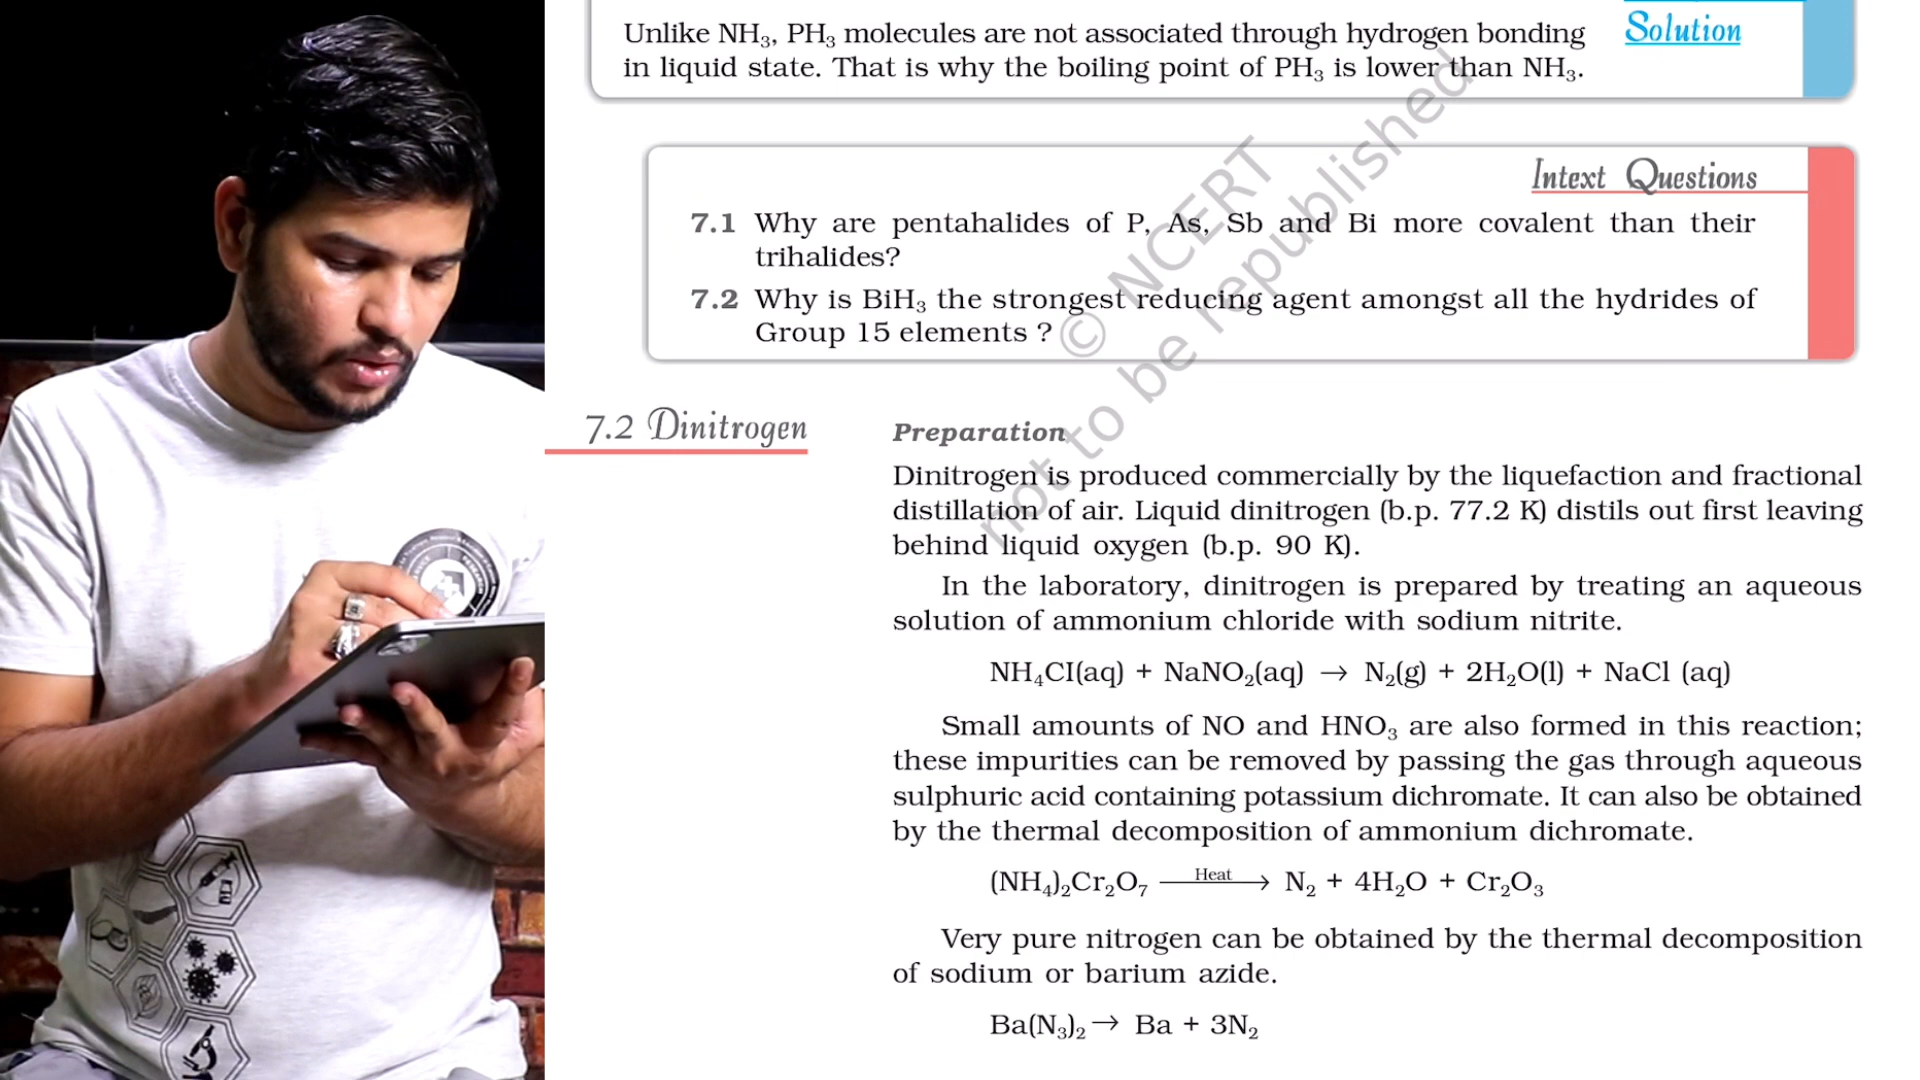 Unlike NH₃, PH₃ molecules are not associated through hydrogen bonding
in liquid state. That is why the boiling point of PH₃ is lower than NH₃.
Solution
Intext Questions
7.1 Why are pentahalides of P, As, Sb and Bi more covalent than their
trihalides?
7.2 Why is BiH₃ the strongest reducing agent amongst all the hydrides of
Group 15 elements ?
© NCERT
not to be republished
7.2 Dinitrogen
Preparation
Dinitrogen is produced commercially by the liquefaction and fractional
distillation of air. Liquid dinitrogen (b.p. 77.2 K) distils out first leaving
behind liquid oxygen (b.p. 90 K).
In the laboratory, dinitrogen is prepared by treating an aqueous
solution of ammonium chloride with sodium nitrite.
NH₄CI(aq) + NaNO₂(aq) → N₂(g) + 2H₂O(l) + NaCl (aq)
Small amounts of NO and HNO₃ are also formed in this reaction;
these impurities can be removed by passing the gas through aqueous
sulphuric acid containing potassium dichromate. It can also be obtained
by the thermal decomposition of ammonium dichromate.
(NH₄)₂Cr₂O₇ Heat → N₂ + 4H₂O + Cr₂O₃
Very pure nitrogen can be obtained by the thermal decomposition
of sodium or barium azide.
Ba(N₃)₂ → Ba + 3N₂